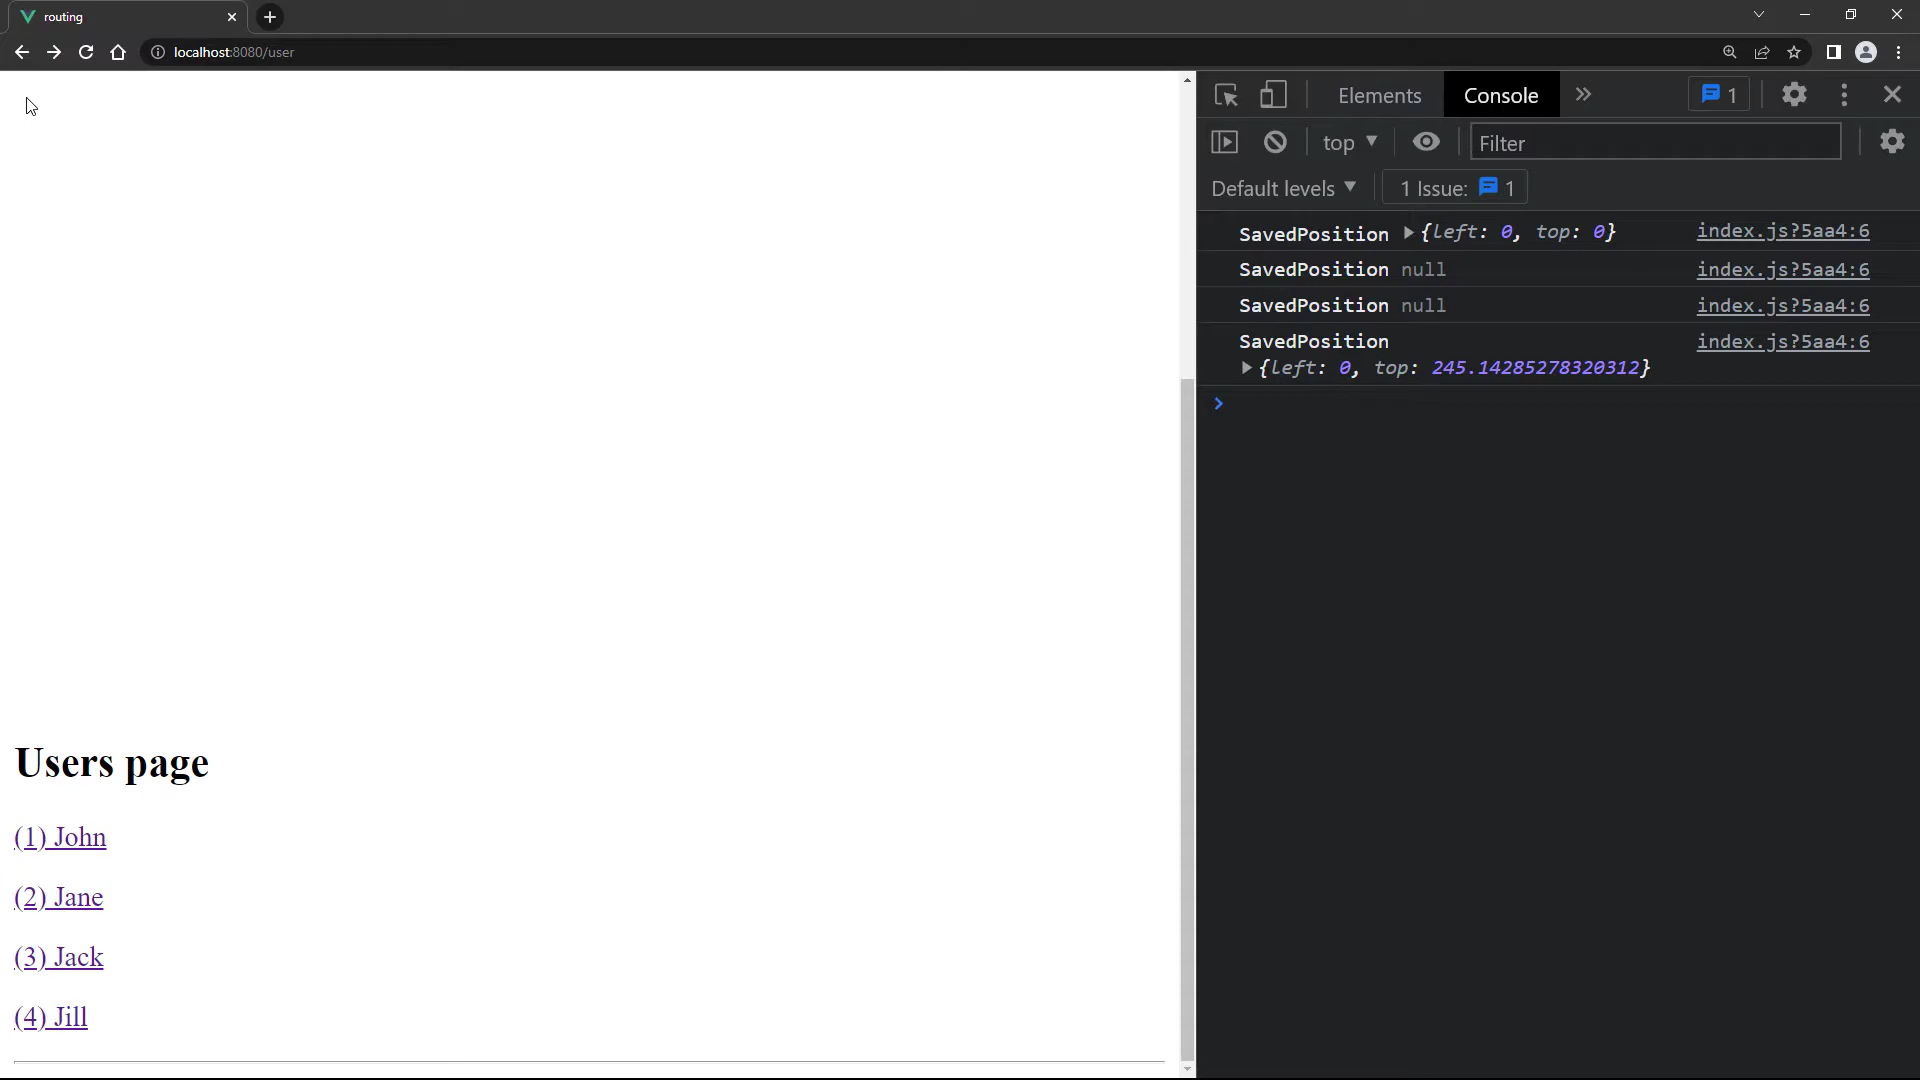 routing
localhost:8080/user
Elements
Console
1
top
Filter
Default levels
1 Issue: 1
SavedPosition {left: 0, top: 0} index.js?5aa4:6
SavedPosition null index.js?5aa4:6
SavedPosition null index.js?5aa4:6
SavedPosition index.js?5aa4:6
{left: 0, top: 245.14285278320312}
Users page
(1) John
(2) Jane
(3) Jack
(4) Jill